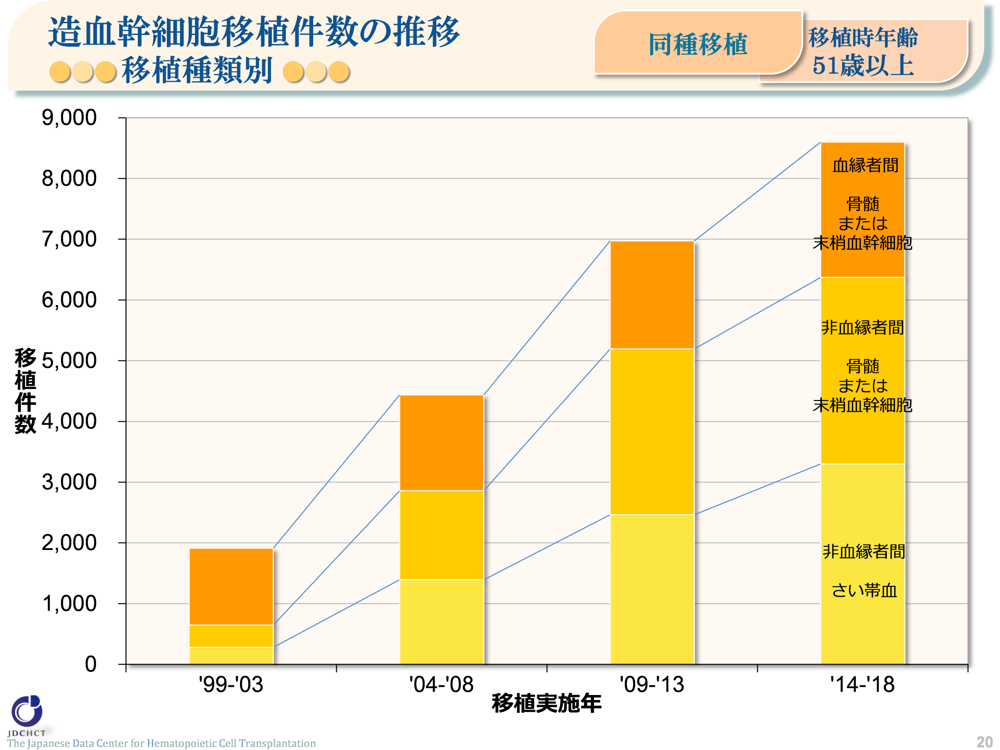 造血幹細胞移植件数の推移
移植種類別
同種移植
移植時年齢
51歳以上
9,000
8,000
7,000
6,000
5,000
4,000
3,000
2,000
1,000
0
移植件数
血縁者間
骨髄
または
末梢血幹細胞
非血縁者間
骨髄
または
末梢血幹細胞
非血縁者間
さい帯血
'99-'03
'04-'08
'09-'13
'14-'18
移植実施年
JDCHCT
The Japanese Data Center for Hematopoietic Cell Transplantation
20